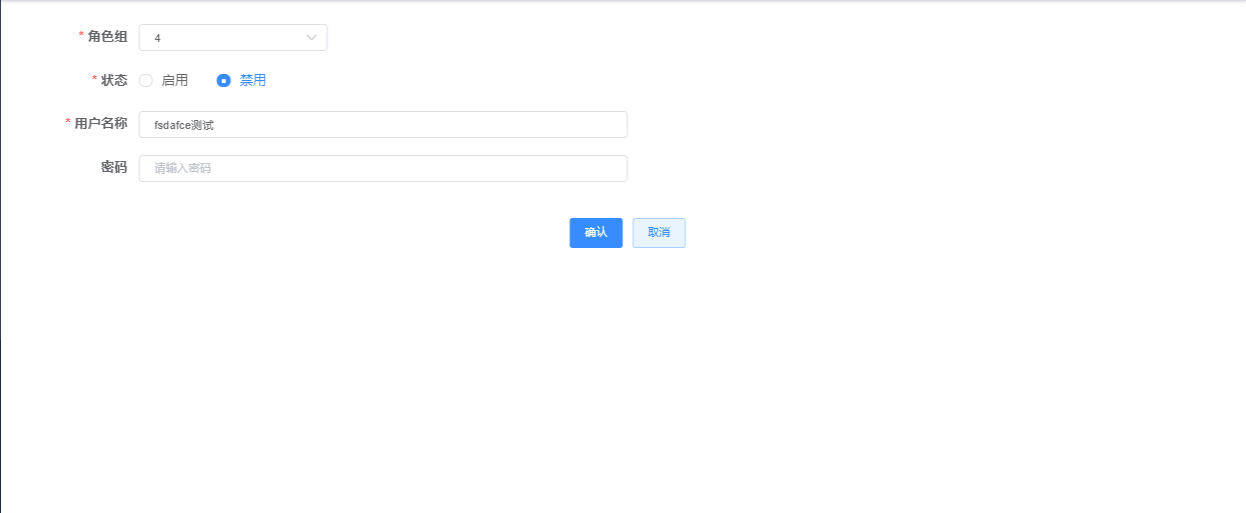 * 角色组 4
* 状态 启用 禁用
* 用户名称 fsdafce测试
密码 请输入密码
确认 取消